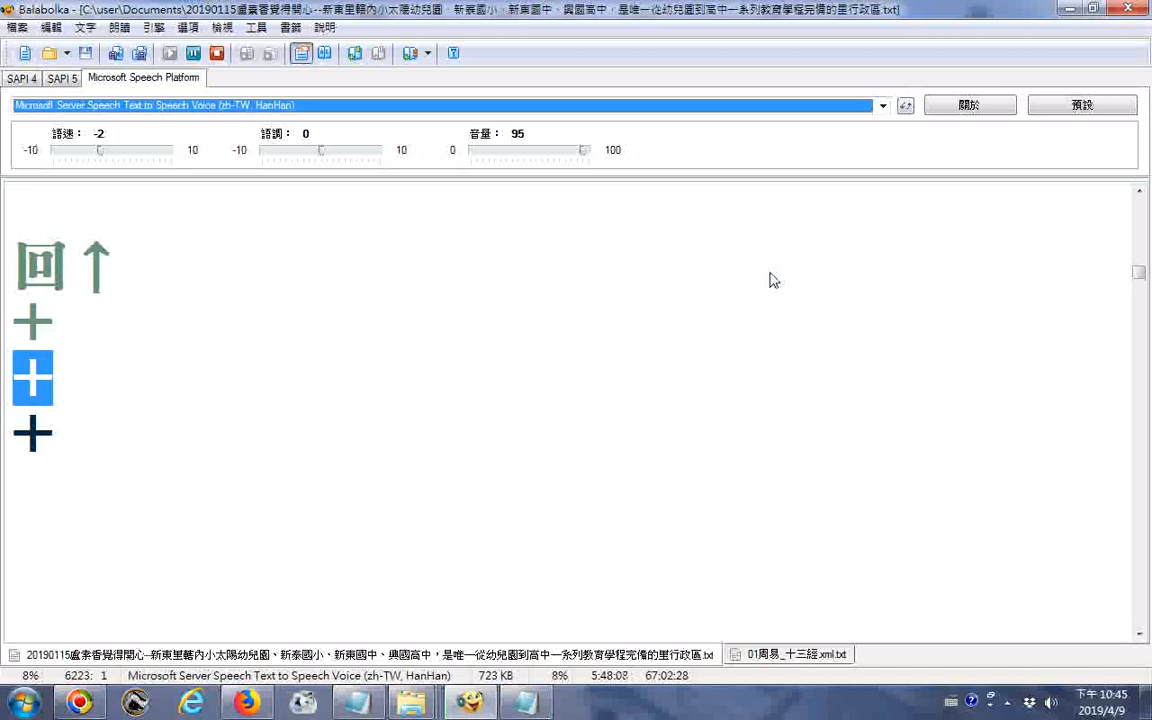 Balabolka - [C:\user\Documents\20190115盧素香覺得開心--新東里轄內小太陽幼兒園、新泰國小、新東國中、興國高中，是唯一從幼兒園到高中一系列教育學程完備的里行政區.txt]
檔案 編輯 文字 朗讀 引擎 選項 檢視 工具 書籤 說明
SAPI 4 SAPI 5 Microsoft Speech Platform
Microsoft Server Speech Text to Speech Voice (zh-TW, HanHan)
關於 預設
語速： -2 語調： 0 音量： 95
-10 10 -10 10 0 100
回↑
+
+
+
20190115盧素香覺得開心--新東里轄內小太陽幼兒園、新泰國小、新東國中、興國高中，是唯一從幼兒園到高中一系列教育學程完備的里行政區.txt 01周易_十三經.xml.txt
8% 6223: 1 Microsoft Server Speech Text to Speech Voice (zh-TW, HanHan) 723 KB 8% 5:48:08 67:02:28
下午 10:45
2019/4/9